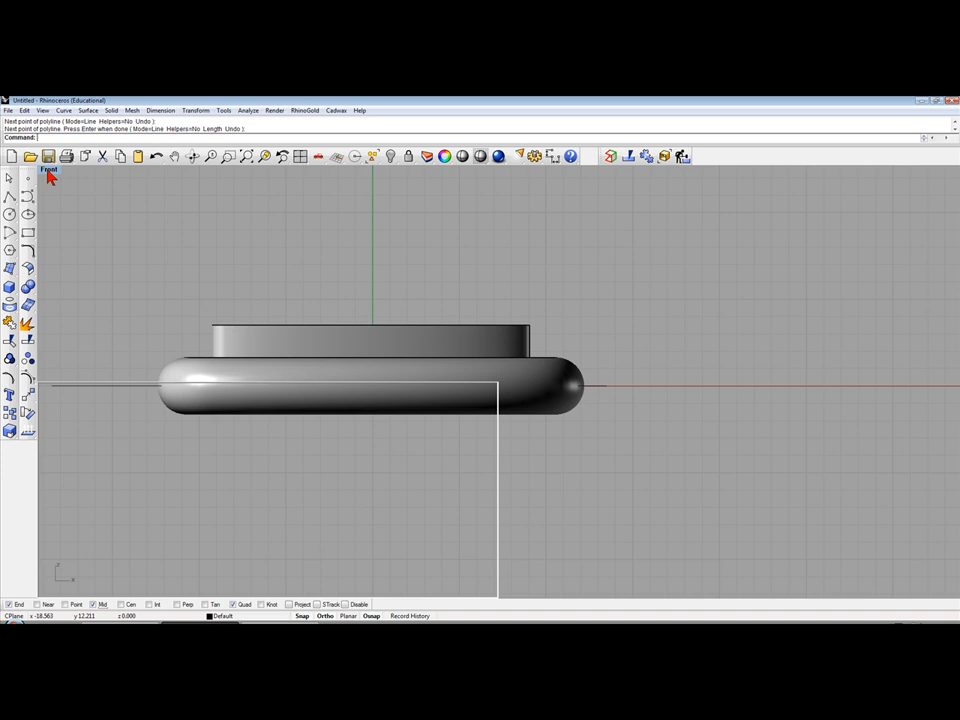 Untitled - Rhinoceros (Educational)
File Edit View Curve Surface Solid Mesh Dimension Transform Tools Analyze Render RhinoGold Cadwax Help
Next point of polyline ( Mode=Line Helpers=No Undo ):
Next point of polyline. Press Enter when done ( Mode=Line Helpers=No Length Undo ):
Command:
Front
z
x
End Near Point Mid Cen Int Perp Tan Quad Knot Project STrack Disable
CPlane x -18.563 y 12.211 z 0.000 Default Snap Ortho Planar Osnap Record History